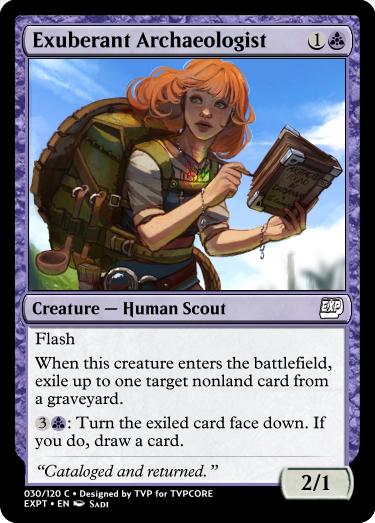 Exuberant Archaeologist 1
Creature — Human Scout
EXP
Flash
When this creature enters the battlefield,
exile up to one target nonland card from
a graveyard.
3: Turn the exiled card face down. If
you do, draw a card.
“Cataloged and returned.”
2/1
030/120 C • Designed by TVP for TVPCORE
EXPT • EN SADI